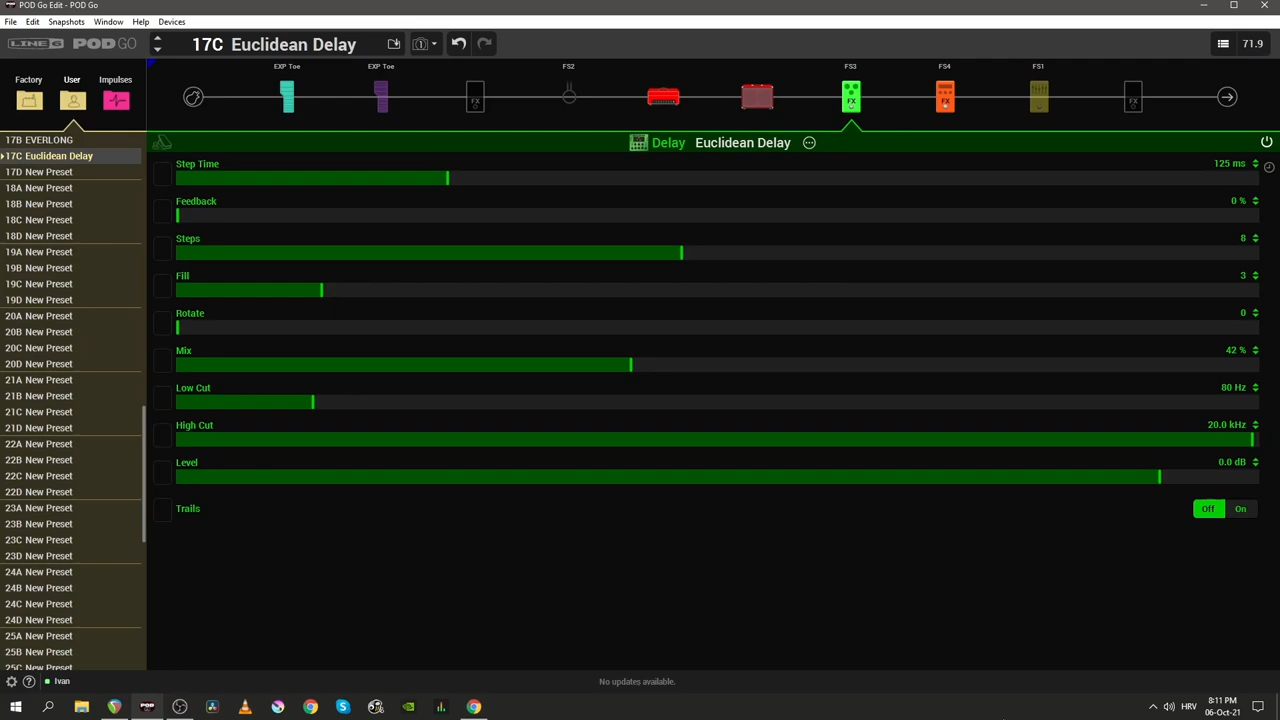 POD Go Edit - POD Go
File Edit Snapshots Window Help Devices
LINE 6 POD GO 17C Euclidean Delay 71.9
Factory User Impulses
EXP Toe EXP Toe FS2 FS3 FS4 FS1
FX FX FX FX
17B EVERLONG
17C Euclidean Delay
17D New Preset
18A New Preset
18B New Preset
18C New Preset
18D New Preset
19A New Preset
19B New Preset
19C New Preset
19D New Preset
20A New Preset
20B New Preset
20C New Preset
20D New Preset
21A New Preset
21B New Preset
21C New Preset
21D New Preset
22A New Preset
22B New Preset
22C New Preset
22D New Preset
23A New Preset
23B New Preset
23C New Preset
23D New Preset
24A New Preset
24B New Preset
24C New Preset
24D New Preset
25A New Preset
25B New Preset
25C New Preset
Delay Euclidean Delay
Step Time 125 ms
Feedback 0 %
Steps 8
Fill 3
Rotate 0
Mix 42 %
Low Cut 80 Hz
High Cut 20.0 kHz
Level 0.0 dB
Trails Off On
Ivan
No updates available.
POD GO
HRV
8:11 PM
06-Oct-21